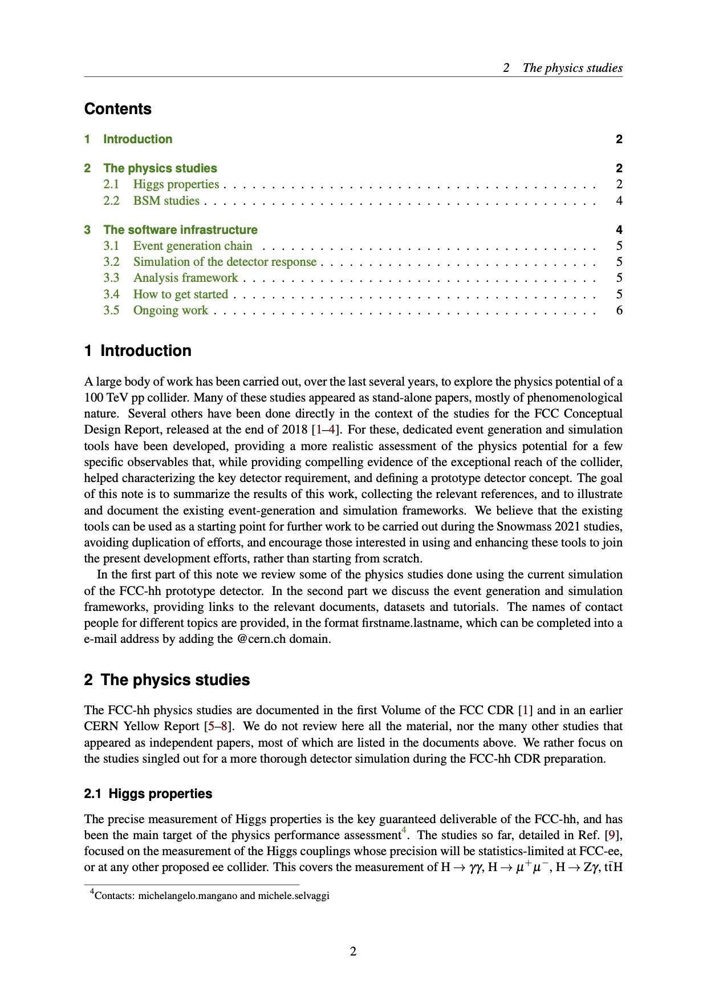 2 The physics studies
Contents
1 Introduction 2
2 The physics studies 2
2.1 Higgs properties . . . . . . . . . . . . . . . . . . . . . . . . . . . . . . . . . . . . . . . 2
2.2 BSM studies . . . . . . . . . . . . . . . . . . . . . . . . . . . . . . . . . . . . . . . . . 4
3 The software infrastructure 4
3.1 Event generation chain . . . . . . . . . . . . . . . . . . . . . . . . . . . . . . . . . . . 5
3.2 Simulation of the detector response . . . . . . . . . . . . . . . . . . . . . . . . . . . . . 5
3.3 Analysis framework . . . . . . . . . . . . . . . . . . . . . . . . . . . . . . . . . . . . . 5
3.4 How to get started . . . . . . . . . . . . . . . . . . . . . . . . . . . . . . . . . . . . . . 5
3.5 Ongoing work . . . . . . . . . . . . . . . . . . . . . . . . . . . . . . . . . . . . . . . . 6
1 Introduction
A large body of work has been carried out, over the last several years, to explore the physics potential of a
100 TeV pp collider. Many of these studies appeared as stand-alone papers, mostly of phenomenological
nature. Several others have been done directly in the context of the studies for the FCC Conceptual
Design Report, released at the end of 2018 [1–4]. For these, dedicated event generation and simulation
tools have been developed, providing a more realistic assessment of the physics potential for a few
specific observables that, while providing compelling evidence of the exceptional reach of the collider,
helped characterizing the key detector requirement, and defining a prototype detector concept. The goal
of this note is to summarize the results of this work, collecting the relevant references, and to illustrate
and document the existing event-generation and simulation frameworks. We believe that the existing
tools can be used as a starting point for further work to be carried out during the Snowmass 2021 studies,
avoiding duplication of efforts, and encourage those interested in using and enhancing these tools to join
the present development efforts, rather than starting from scratch.
In the first part of this note we review some of the physics studies done using the current simulation
of the FCC-hh prototype detector. In the second part we discuss the event generation and simulation
frameworks, providing links to the relevant documents, datasets and tutorials. The names of contact
people for different topics are provided, in the format firstname.lastname, which can be completed into a
e-mail address by adding the @cern.ch domain.
2 The physics studies
The FCC-hh physics studies are documented in the first Volume of the FCC CDR [1] and in an earlier
CERN Yellow Report [5–8]. We do not review here all the material, nor the many other studies that
appeared as independent papers, most of which are listed in the documents above. We rather focus on
the studies singled out for a more thorough detector simulation during the FCC-hh CDR preparation.
2.1 Higgs properties
The precise measurement of Higgs properties is the key guaranteed deliverable of the FCC-hh, and has
been the main target of the physics performance assessment⁴. The studies so far, detailed in Ref. [9],
focused on the measurement of the Higgs couplings whose precision will be statistics-limited at FCC-ee,
or at any other proposed ee collider. This covers the measurement of H → γγ, H → μ⁺μ⁻, H → Zγ, tt̄H
⁴Contacts: michelangelo.mangano and michele.selvaggi
2